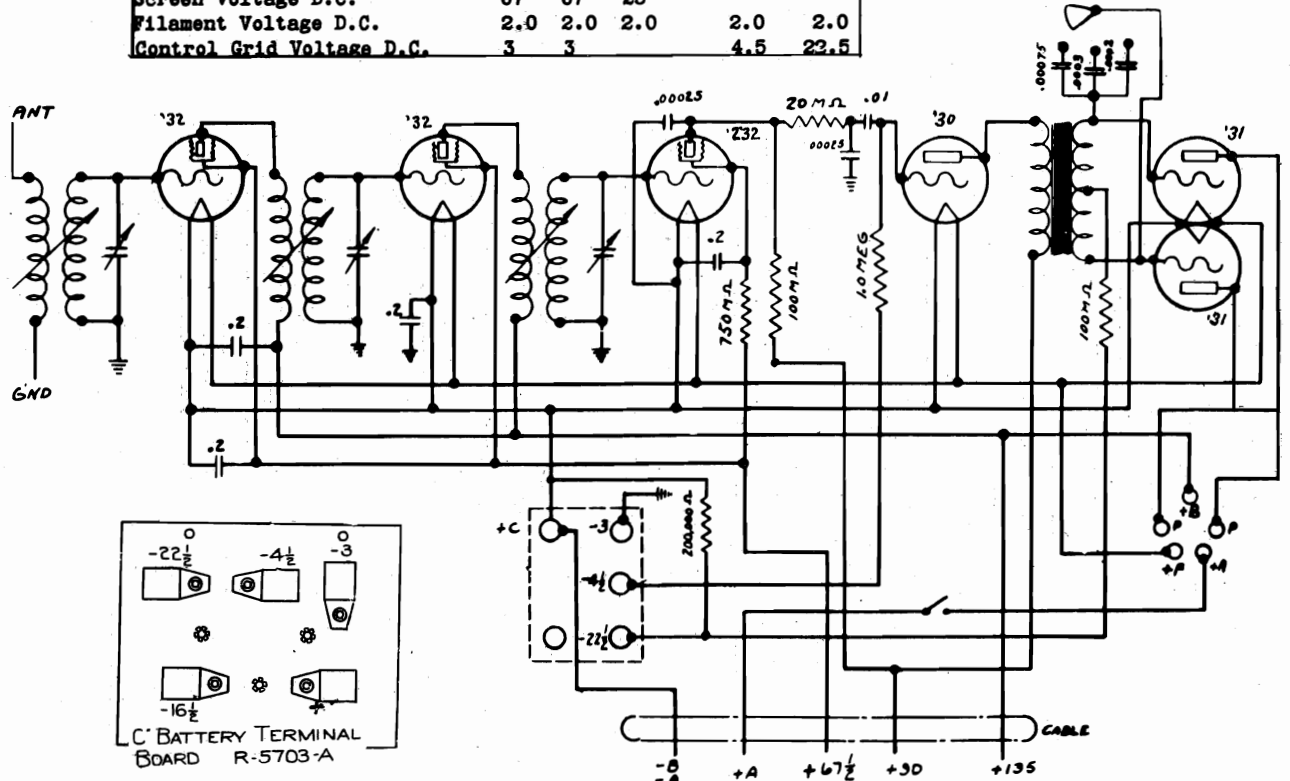 Screen Voltage D.C. 67 67 23
Filament Voltage D.C. 2.0 2.0 2.0 2.0 2.0
Control Grid Voltage D.C. 3 3 4.5 22.5
ANT
GND
'32
'32
'232
'30
'31
'31
.00025
20 MΩ
.01
.00025
.00075
.0003
.0002
.2
.2
.2
.2
750 MΩ
100 MΩ
1.0 MEG
100 MΩ
200,000 Ω
+C
-3
-4½
-22½
P
+B
P
+F
+A
-22½
-4½
-3
-16½
+
C BATTERY TERMINAL
BOARD R-5703-A
CABLE
-B
-A
+A
+67½
+90
+135